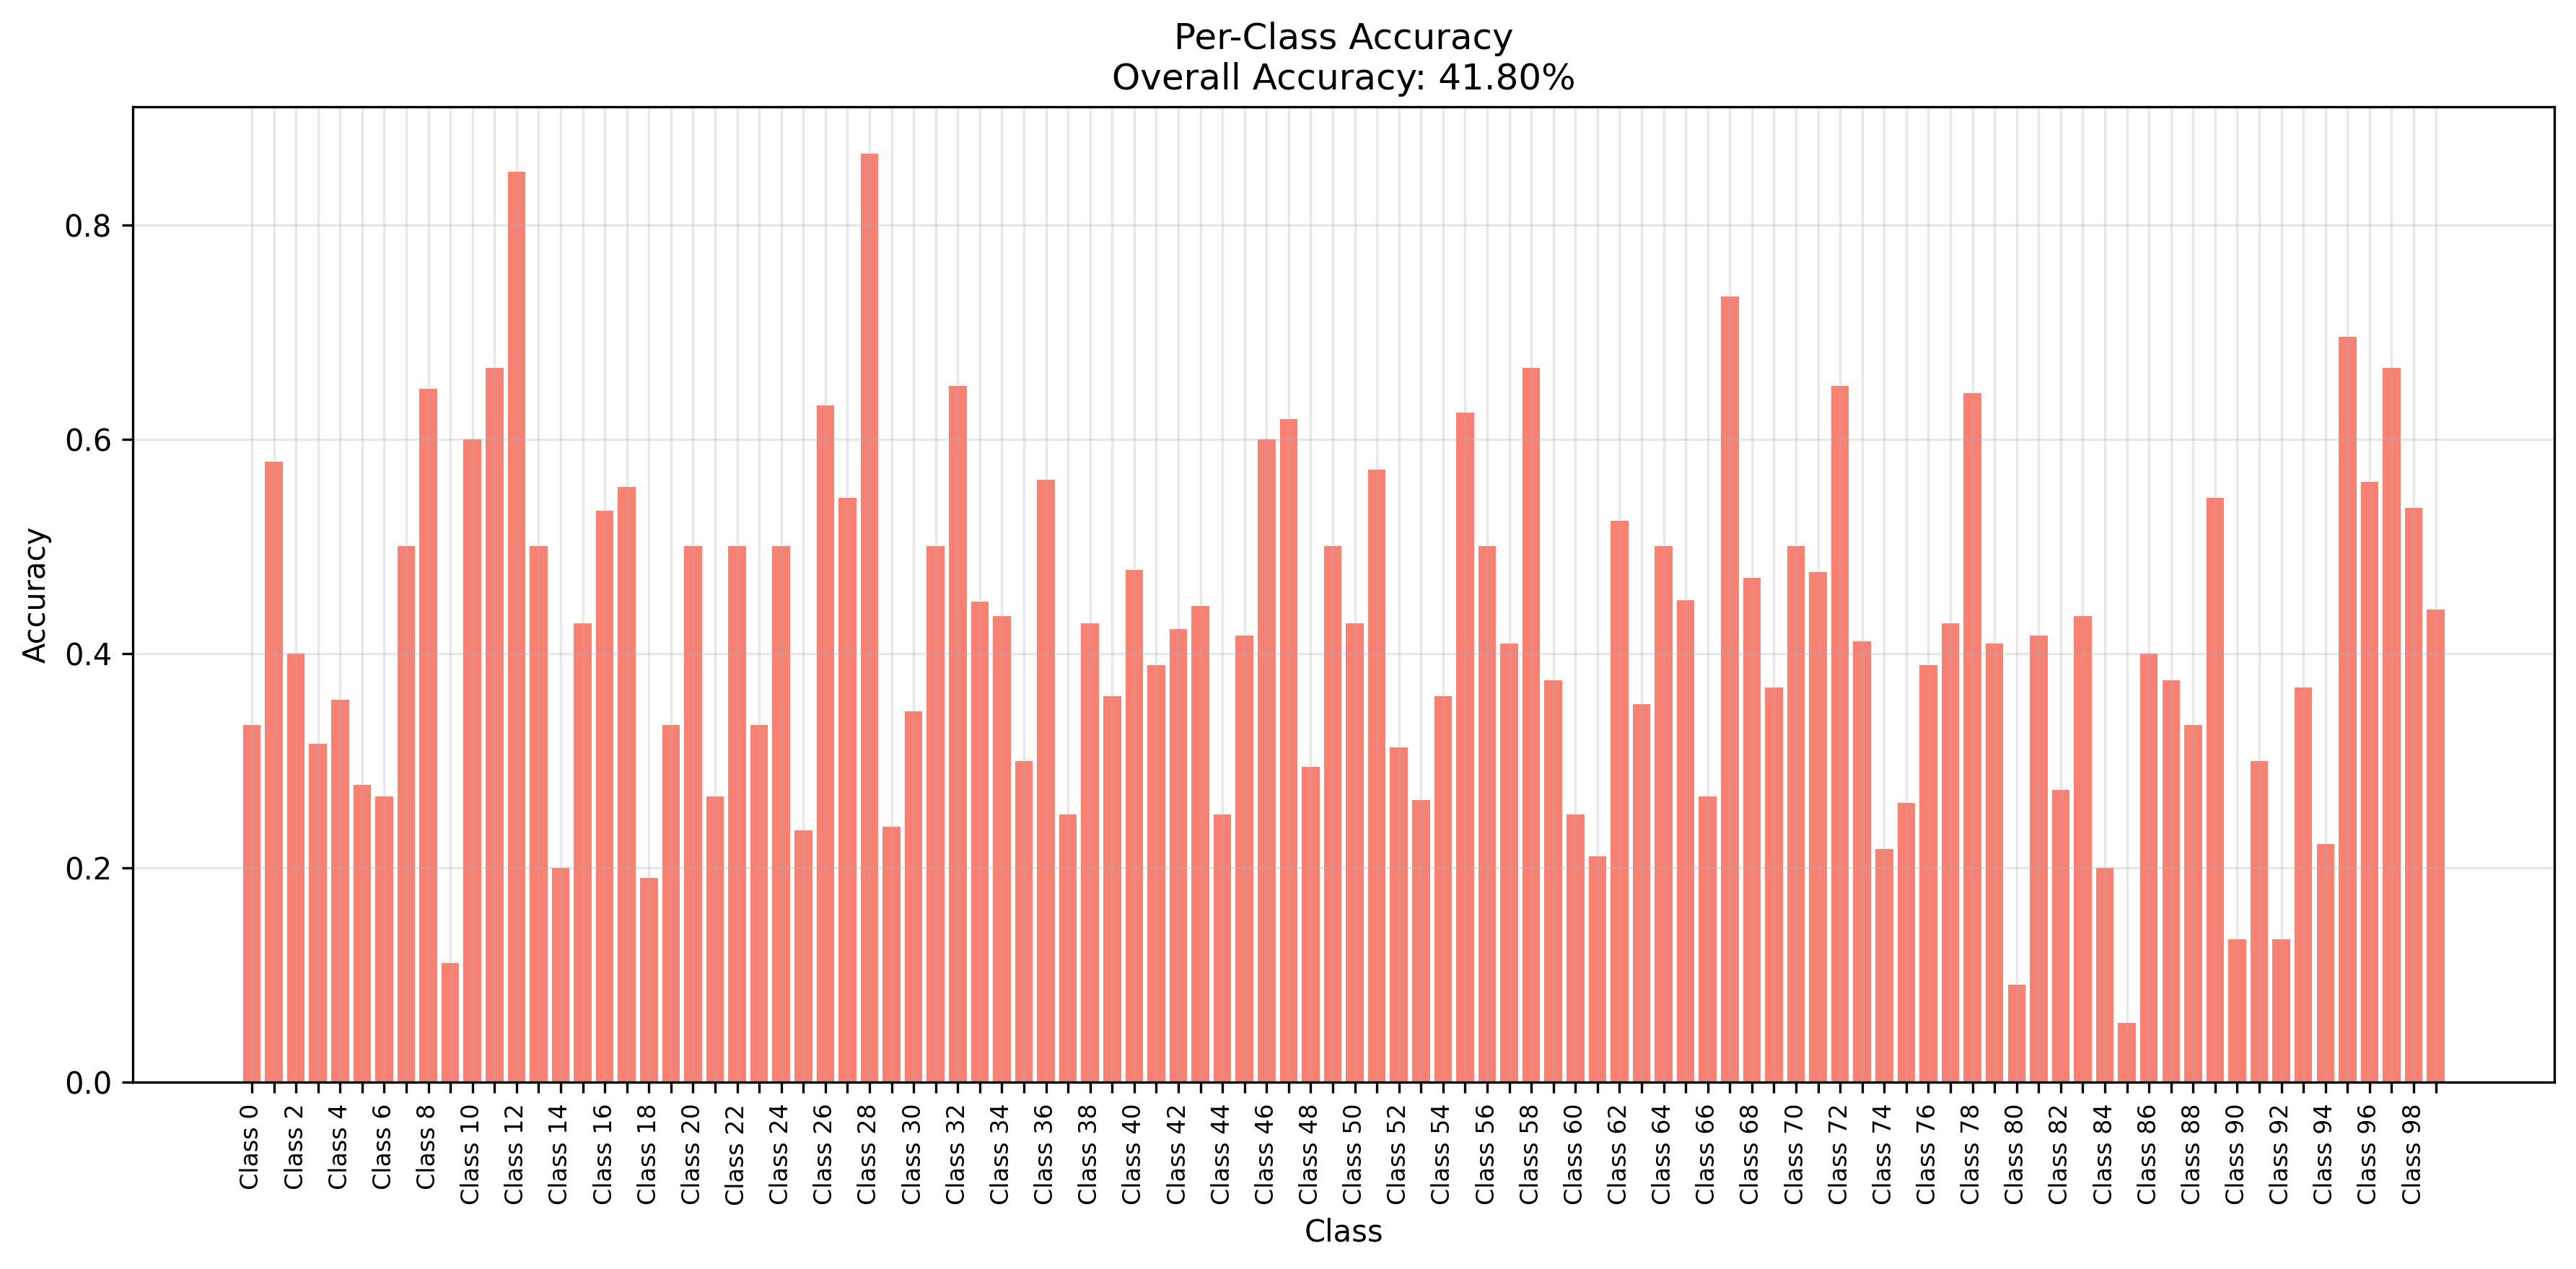 Per-Class Accuracy
Overall Accuracy: 41.80%
Accuracy
0.8
0.6
0.4
0.2
0.0
Class 0
Class 2
Class 4
Class 6
Class 8
Class 10
Class 12
Class 14
Class 16
Class 18
Class 20
Class 22
Class 24
Class 26
Class 28
Class 30
Class 32
Class 34
Class 36
Class 38
Class 40
Class 42
Class 44
Class 46
Class 48
Class 50
Class 52
Class 54
Class 56
Class 58
Class 60
Class 62
Class 64
Class 66
Class 68
Class 70
Class 72
Class 74
Class 76
Class 78
Class 80
Class 82
Class 84
Class 86
Class 88
Class 90
Class 92
Class 94
Class 96
Class 98
Class